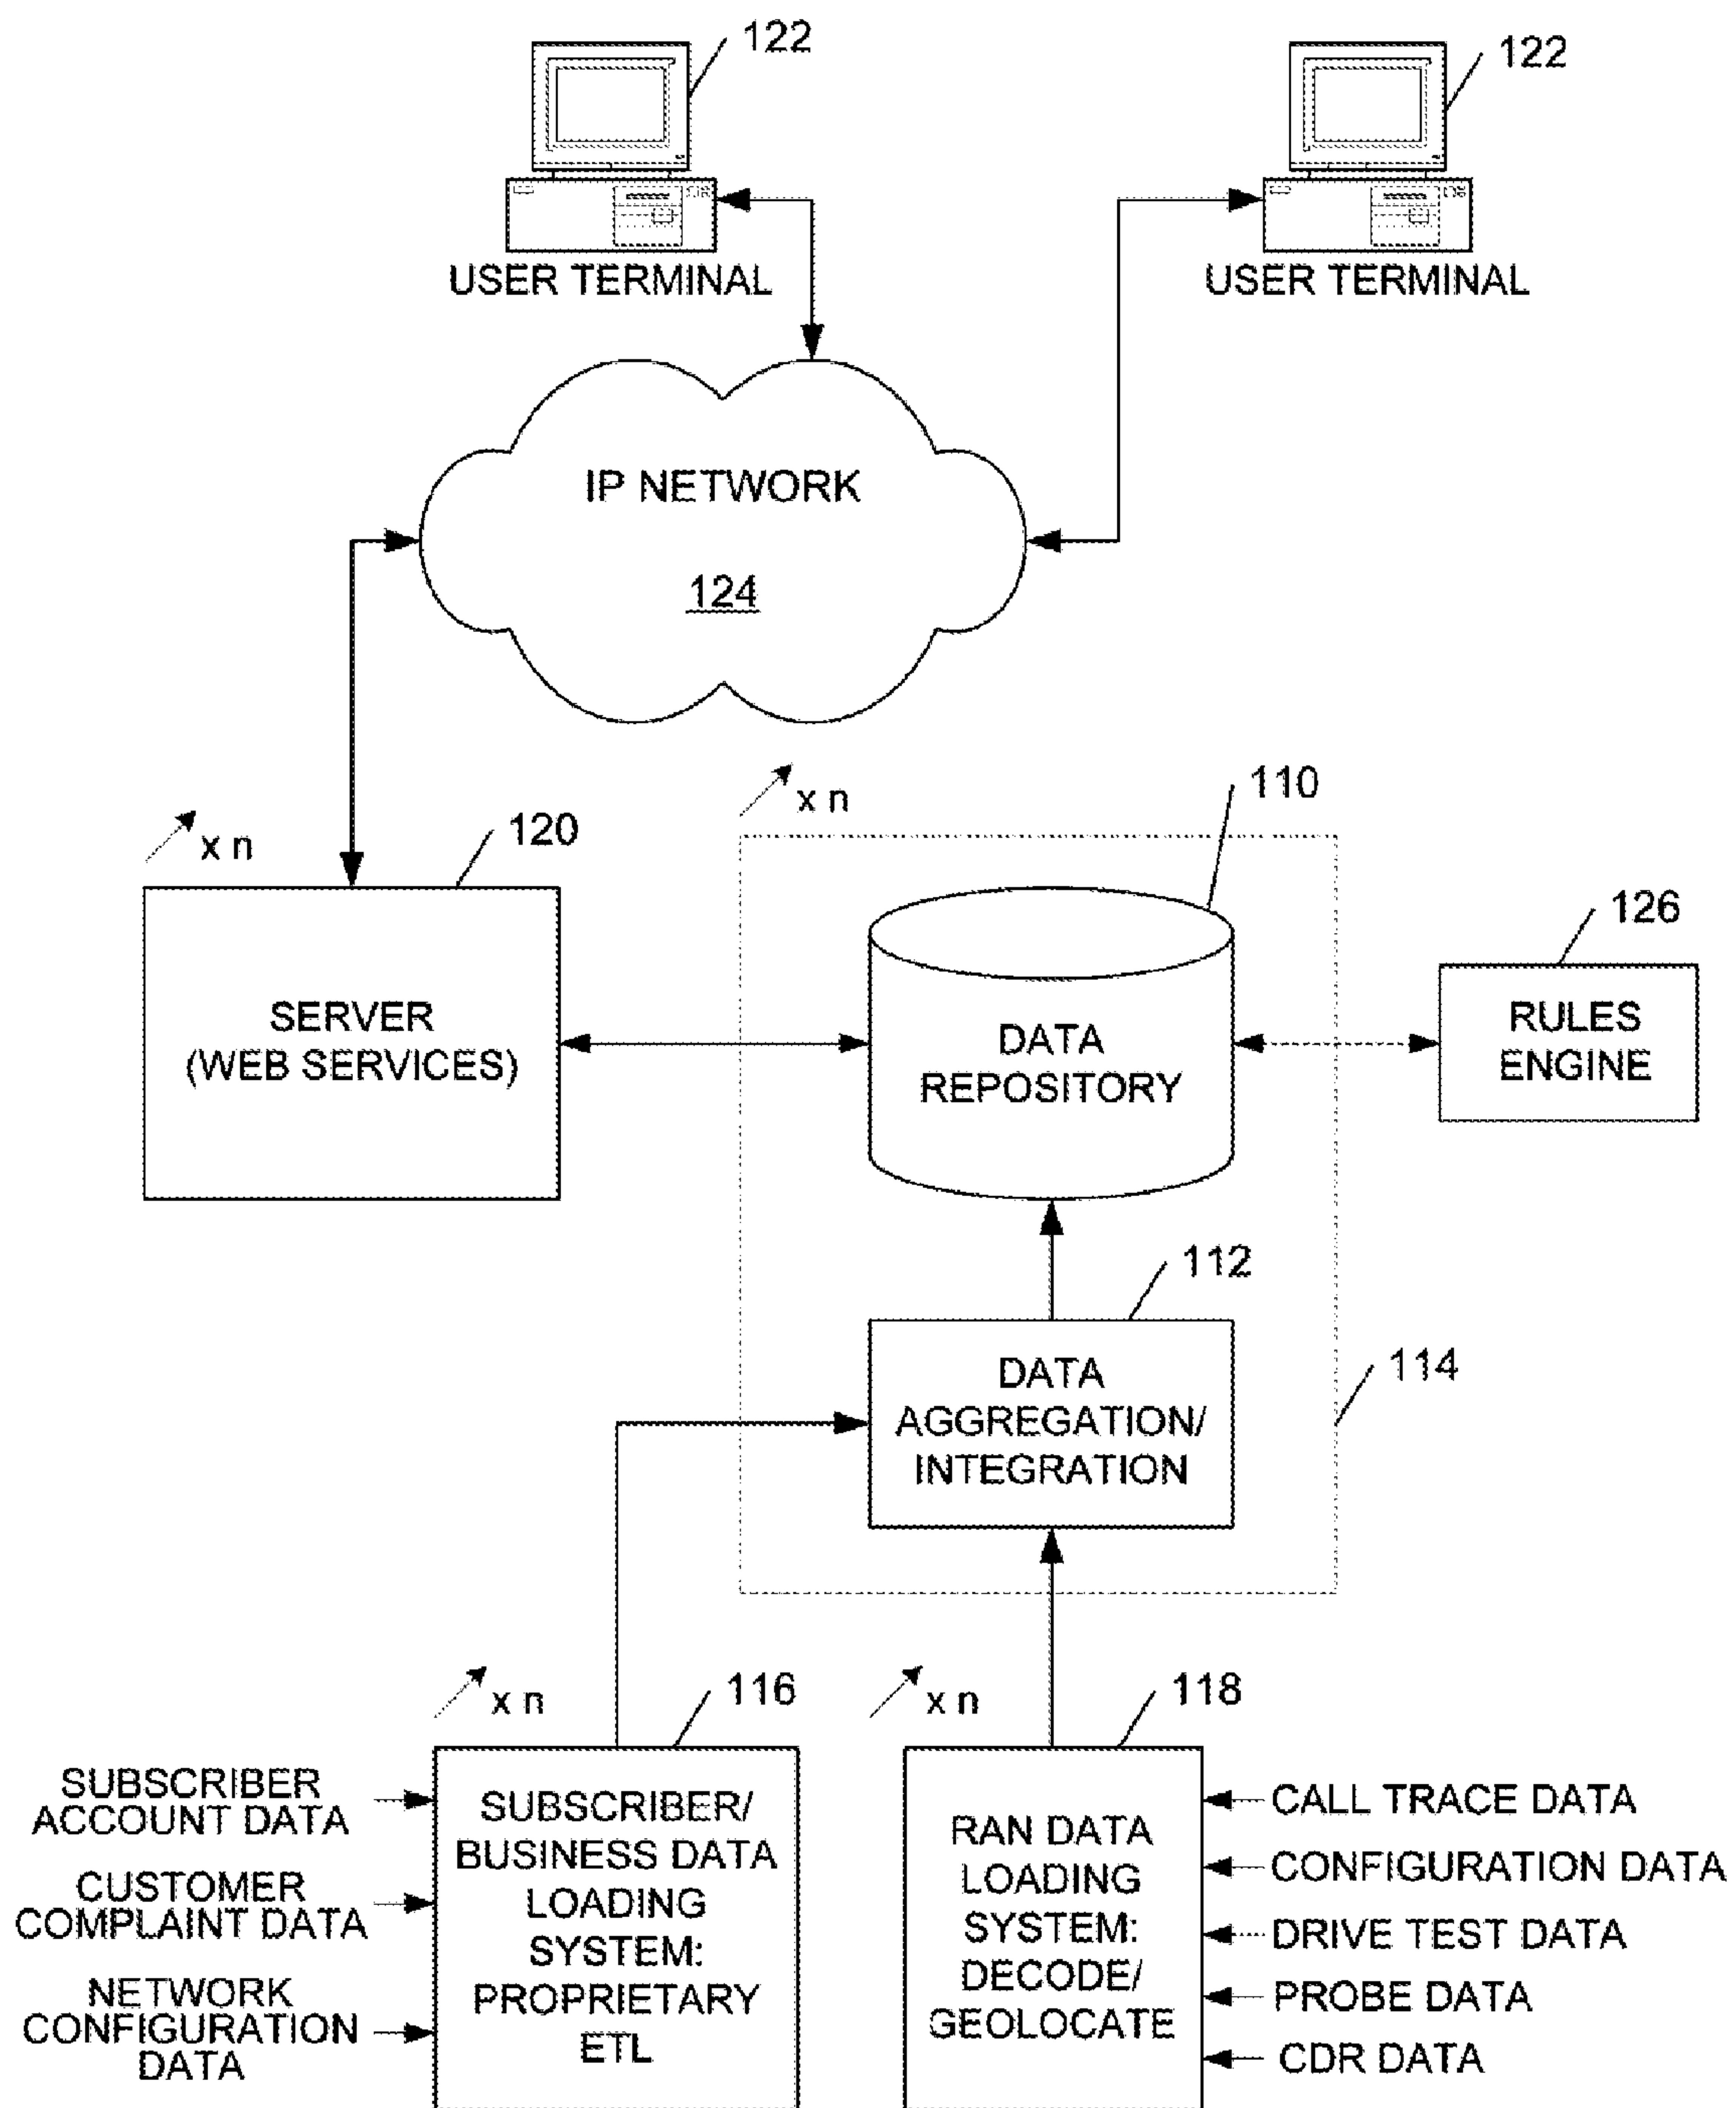 122
122
USER TERMINAL
USER TERMINAL
IP NETWORK
124
x n
110
x n
120
126
SERVER
(WEB SERVICES)
DATA
REPOSITORY
RULES
ENGINE
112
DATA
AGGREGATION/
INTEGRATION
114
x n
116
x n
118
SUBSCRIBER
ACCOUNT DATA
CUSTOMER
COMPLAINT DATA
NETWORK
CONFIGURATION
DATA
SUBSCRIBER/
BUSINESS DATA
LOADING
SYSTEM:
PROPRIETARY
ETL
RAN DATA
LOADING
SYSTEM:
DECODE/
GEOLOCATE
CALL TRACE DATA
CONFIGURATION DATA
DRIVE TEST DATA
PROBE DATA
CDR DATA